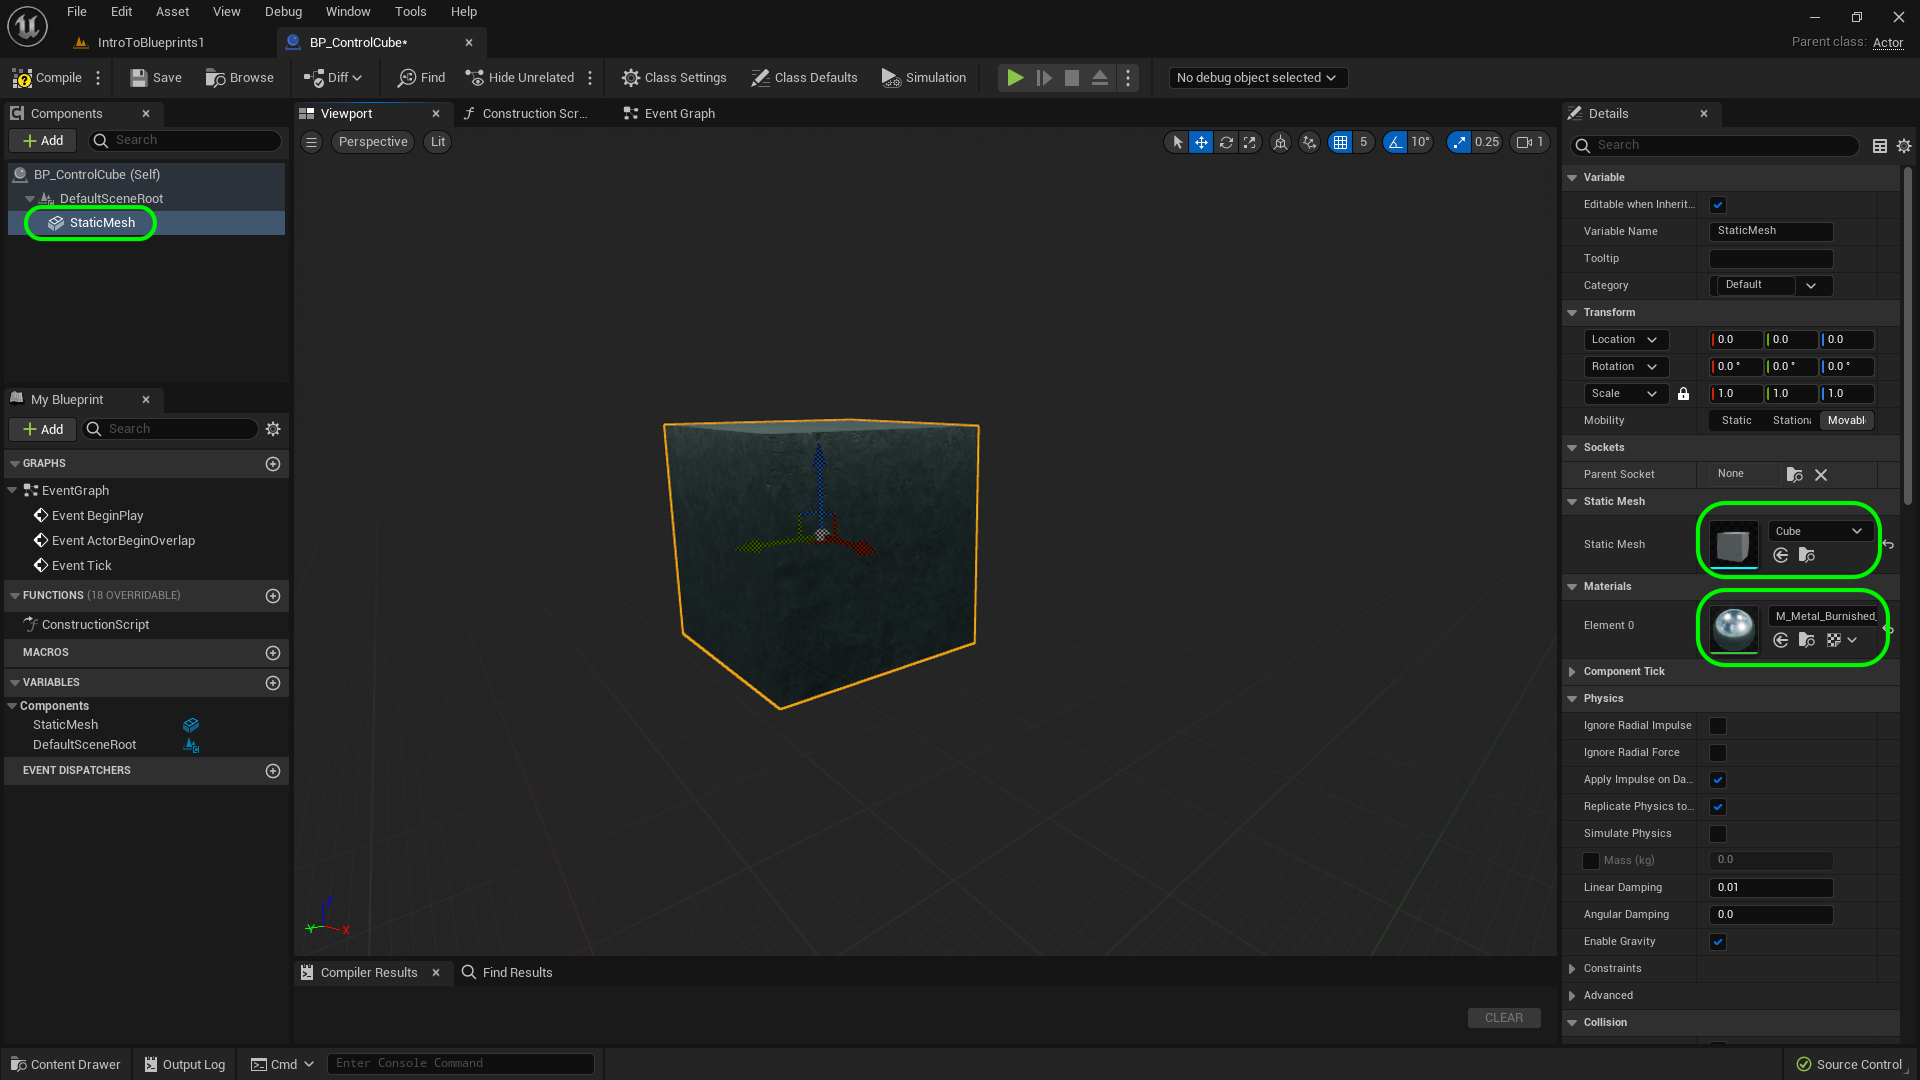 File Edit Asset View Debug Window Tools Help
IntroToBlueprints1
BP_ControlCube*
Parent class: Actor
Compile
Save
Browse
Diff
Find
Hide Unrelated
Class Settings
Class Defaults
Simulation
No debug object selected
Components
Add
Search
BP_ControlCube (Self)
DefaultSceneRoot
StaticMesh
My Blueprint
Add
Search
GRAPHS
EventGraph
Event BeginPlay
Event ActorBeginOverlap
Event Tick
FUNCTIONS (18 OVERRIDABLE)
ConstructionScript
MACROS
VARIABLES
Components
StaticMesh
DefaultSceneRoot
EVENT DISPATCHERS
Viewport
Construction Scr...
Event Graph
Perspective
Lit
5
10°
0.25
1
Z
Y
X
Compiler Results
Find Results
CLEAR
Details
Search
Variable
Editable when Inherit...
Variable Name StaticMesh
Tooltip
Category Default
Transform
Location 0.0 0.0 0.0
Rotation 0.0 ° 0.0 ° 0.0 °
Scale 1.0 1.0 1.0
Mobility Static Station Movabl
Sockets
Parent Socket None
Static Mesh
Static Mesh Cube
Materials
Element 0 M_Metal_Burnished_
Component Tick
Physics
Ignore Radial Impulse
Ignore Radial Force
Apply Impulse on Da...
Replicate Physics to...
Simulate Physics
Mass (kg) 0.0
Linear Damping 0.01
Angular Damping 0.0
Enable Gravity
Constraints
Advanced
Collision
Content Drawer
Output Log
Cmd
Enter Console Command
Source Control